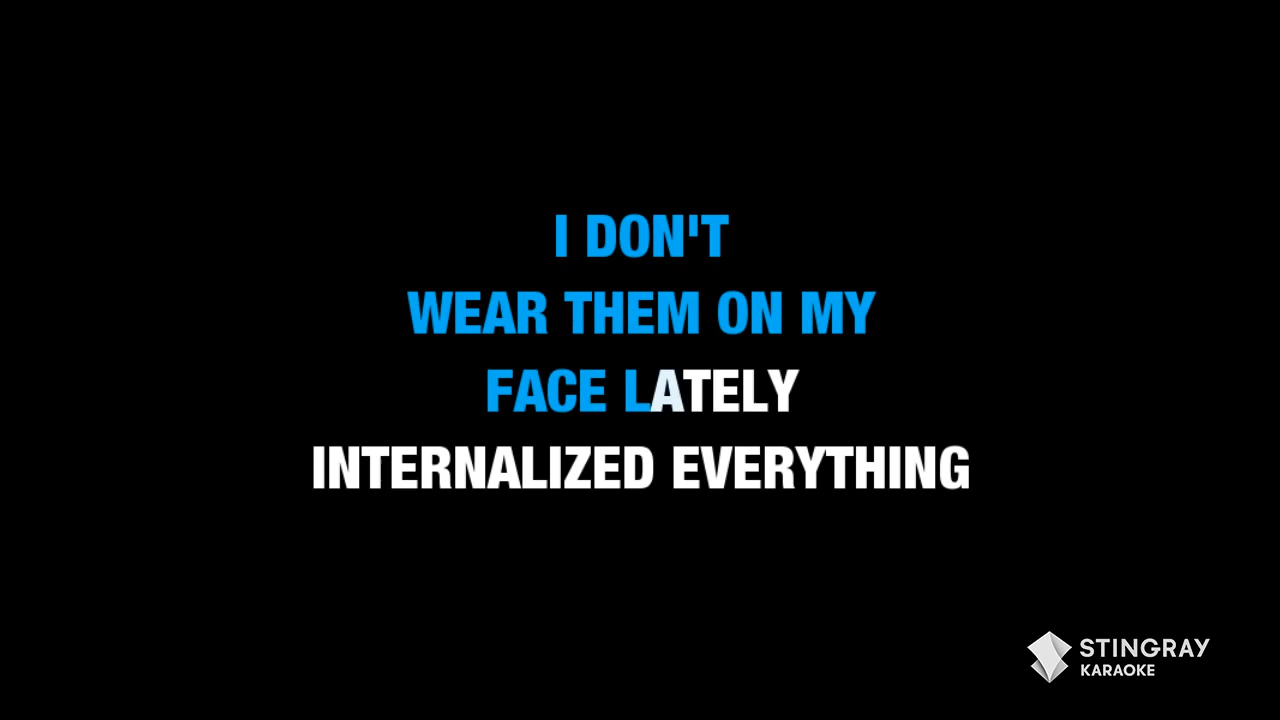 I DON'T
WEAR THEM ON MY
FACE LATELY
INTERNALIZED EVERYTHING
STINGRAY
KARAOKE